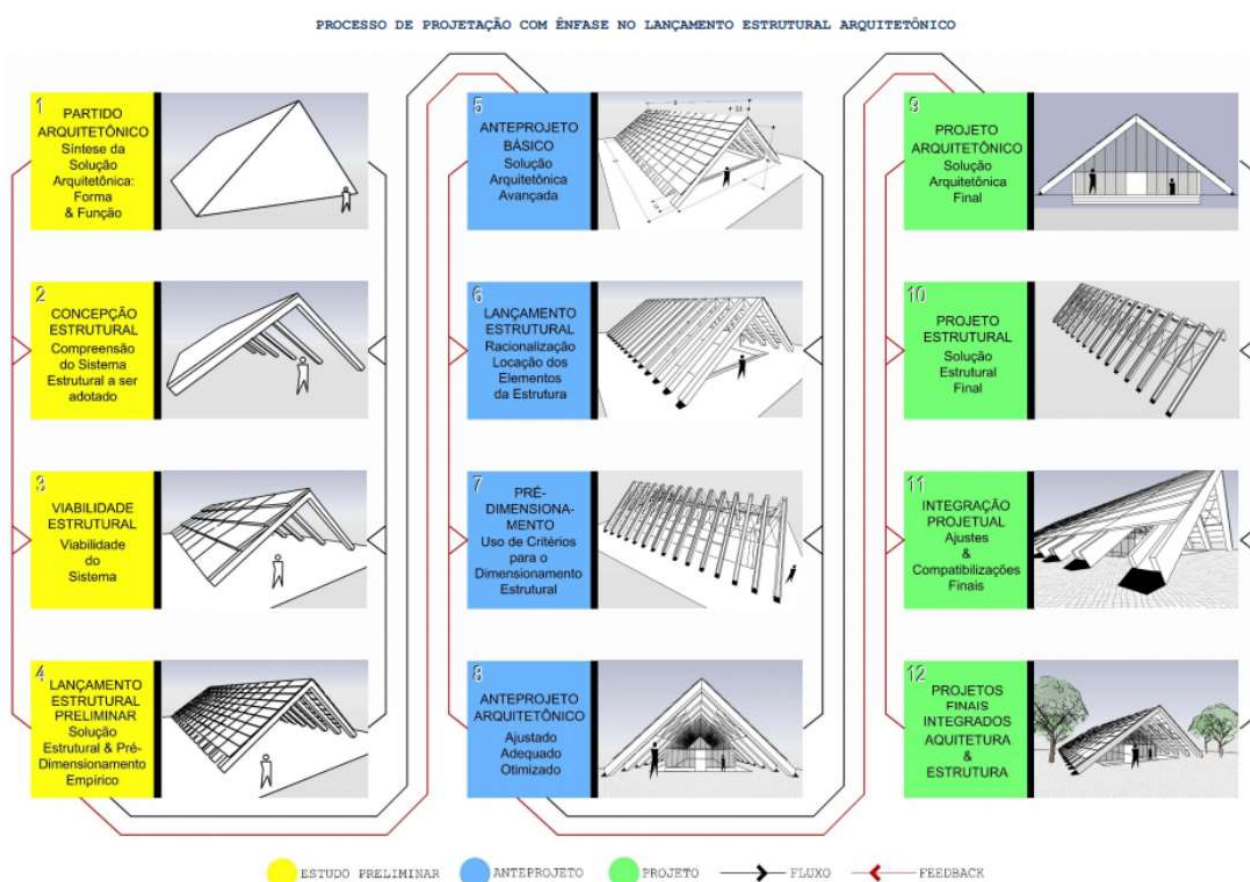 PROCESSO DE PROJETAÇÃO COM ÊNFASE NO LANÇAMENTO ESTRUTURAL ARQUITETÔNICO
1
PARTIDO
ARQUITETÔNICO
Síntese da
Solução
Arquitetônica:
Forma
& Função
2
CONCEPÇÃO
ESTRUTURAL
Compreensão
do Sistema
Estrutural a ser
adotado
3
VIABILIDADE
ESTRUTURAL
Viabilidade
do
Sistema
4
LANÇAMENTO
ESTRUTURAL
PRELIMINAR
Solução
Estrutural & Pré-
Dimensionamento
Empírico
5
ANTEPROJETO
BÁSICO
Solução
Arquitetônica
Avançada
6
LANÇAMENTO
ESTRUTURAL
Racionalização
Locação dos
Elementos
da Estrutura
7
PRÉ-
DIMENSIONA-
MENTO
Uso de Critérios
para o
Dimensionamento
Estrutural
8
ANTEPROJETO
ARQUITETÔNICO
Ajustado
Adequado
Otimizado
9
PROJETO
ARQUITETÔNICO
Solução
Arquitetônica
Final
10
PROJETO
ESTRUTURAL
Solução
Estrutural
Final
11
INTEGRAÇÃO
PROJETUAL
Ajustes
&
Compatibilizações
Finais
12
PROJETOS
FINAIS
INTEGRADOS
AQUITETURA
&
ESTRUTURA
ESTUDO PRELIMINAR
ANTEPROJETO
PROJETO
FLUXO
FEEDBACK